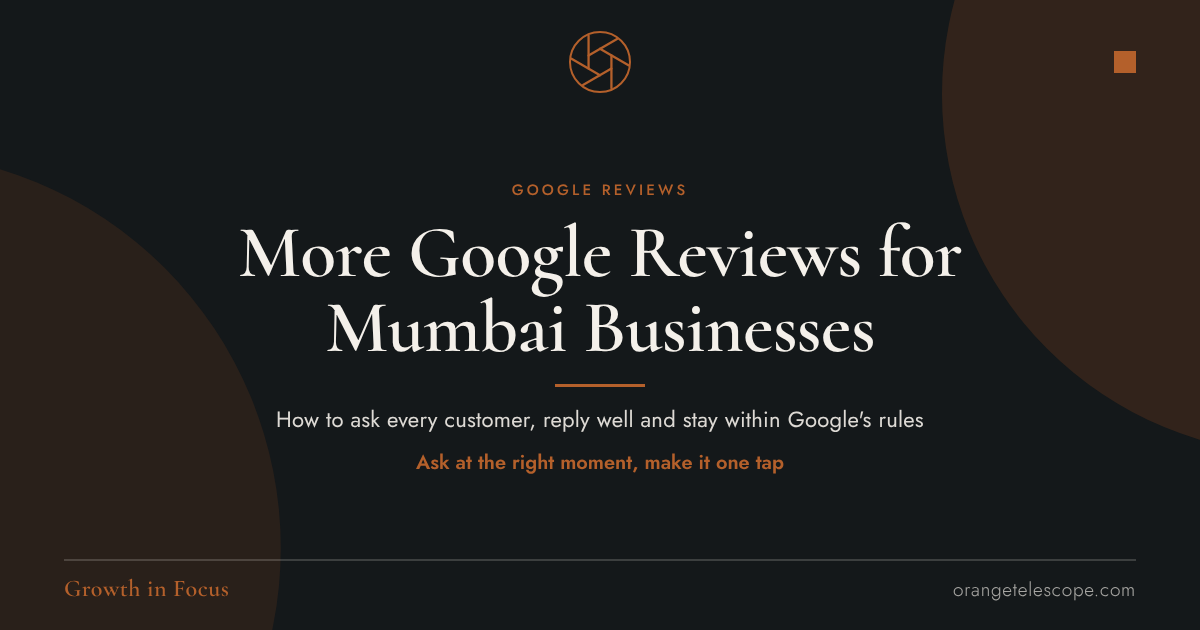 GOOGLE REVIEWS
More Google Reviews for
Mumbai Businesses
How to ask every customer, reply well and stay within Google's rules
Ask at the right moment, make it one tap
Growth in Focus
orangetelescope.com